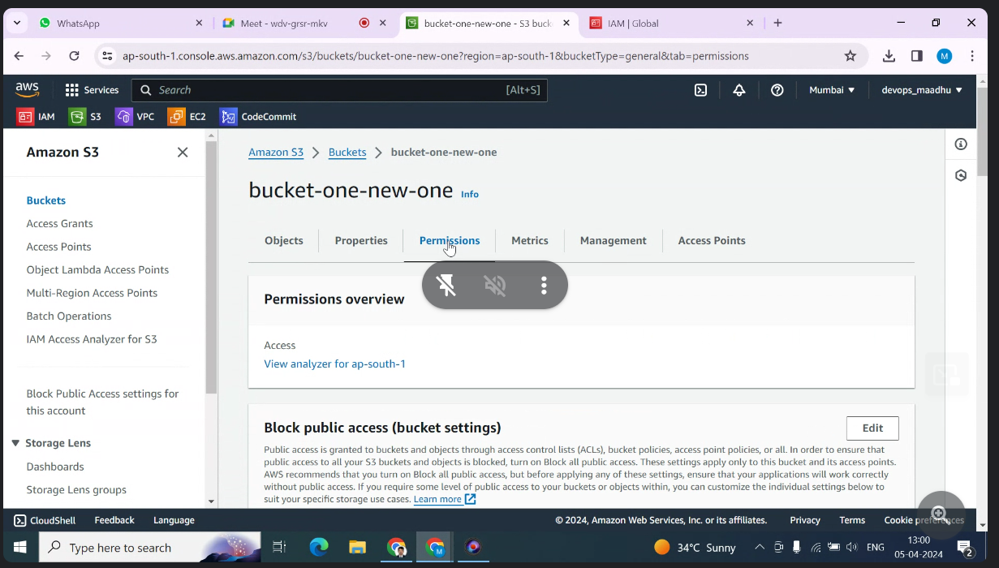 WhatsApp
Meet - wdv-grsr-mkv
bucket-one-new-one - S3 buck
IAM | Global
ap-south-1.console.aws.amazon.com/s3/buckets/bucket-one-new-one?region=ap-south-1&bucketType=general&tab=permissions
M
aws
Services
Search
[Alt+S]
Mumbai
devops_maadhu
IAM
S3
VPC
EC2
CodeCommit
Amazon S3
Buckets
Access Grants
Access Points
Object Lambda Access Points
Multi-Region Access Points
Batch Operations
IAM Access Analyzer for S3
Block Public Access settings for
this account
Storage Lens
Dashboards
Storage Lens groups
Amazon S3 > Buckets > bucket-one-new-one
bucket-one-new-one Info
Objects
Properties
Permissions
Metrics
Management
Access Points
Permissions overview
Access
View analyzer for ap-south-1
Block public access (bucket settings)
Edit
Public access is granted to buckets and objects through access control lists (ACLs), bucket policies, access point policies, or all. In order to ensure that
public access to all your S3 buckets and objects is blocked, turn on Block all public access. These settings apply only to this bucket and its access points.
AWS recommends that you turn on Block all public access, but before applying any of these settings, ensure that your applications will work correctly
without public access. If you require some level of public access to your buckets or objects within, you can customize the individual settings below to
suit your specific storage use cases. Learn more
CloudShell
Feedback
Language
© 2024, Amazon Web Services, Inc. or its affiliates.
Privacy
Terms
Cookie preferences
Type here to search
34°C Sunny
ENG
13:00
05-04-2024
2